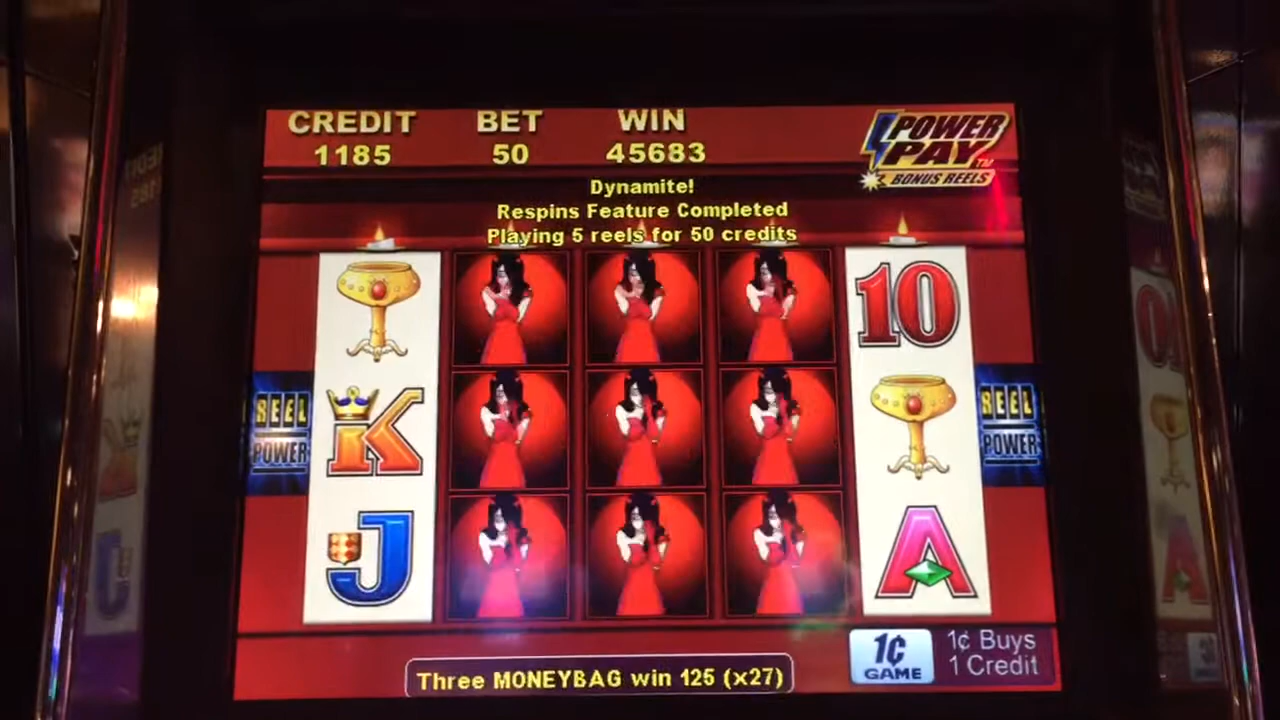 CREDIT BET WIN
1185 50 45683
POWER PAY™
BONUS REELS
Dynamite!
Respins Feature Completed
Playing 5 reels for 50 credits
10
REEL POWER
K
REEL POWER
J
A
1¢ GAME
1¢ Buys
1 Credit
Three MONEYBAG win 125 (x27)